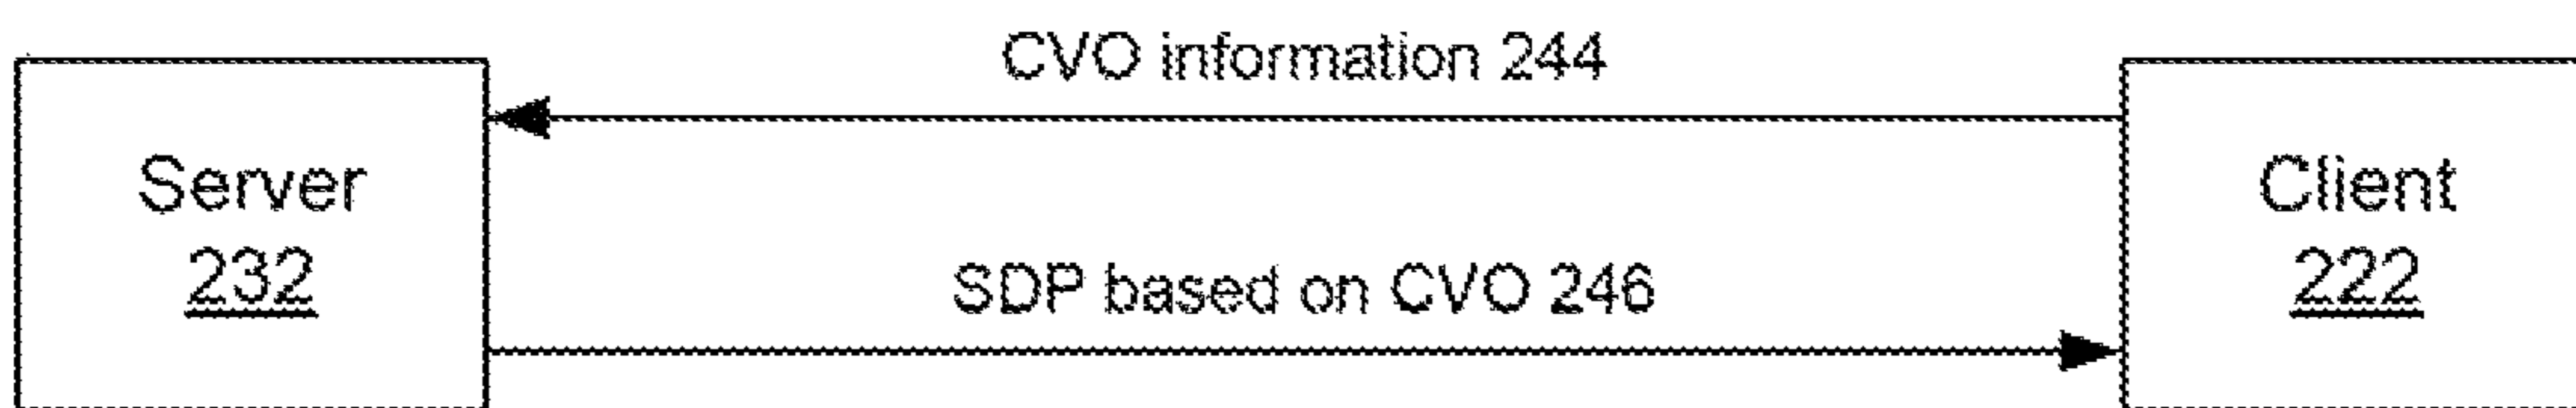 CVO information 244
Server
232
Client
222
SDP based on CVO 246